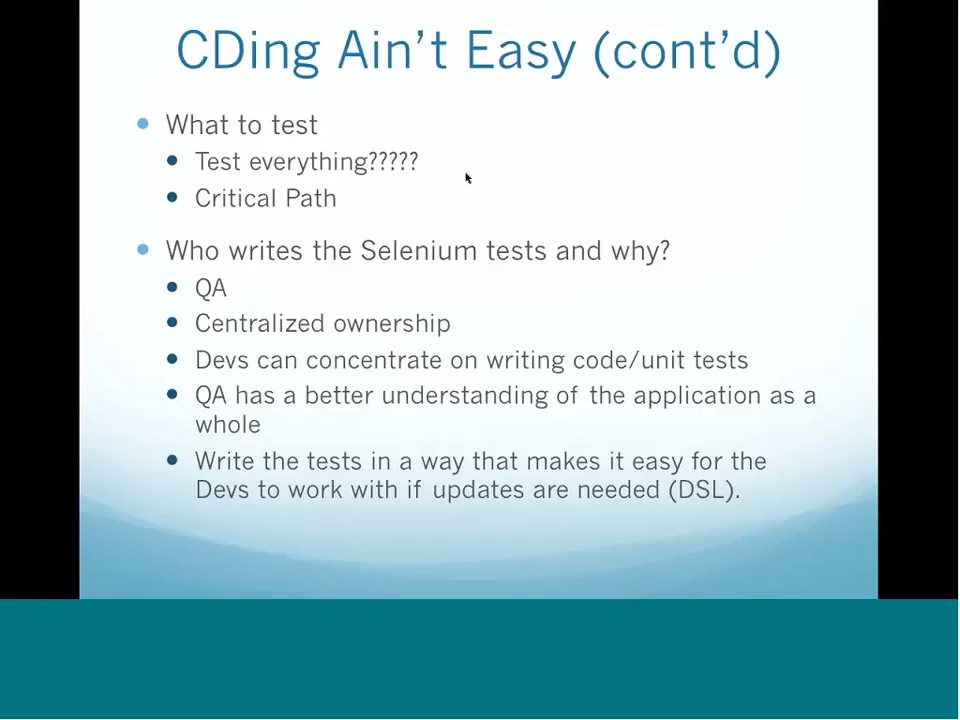 CDing Ain't Easy (cont'd)
What to test
Test everything?????
Critical Path
Who writes the Selenium tests and why?
QA
Centralized ownership
Devs can concentrate on writing code/unit tests
QA has a better understanding of the application as a
whole
Write the tests in a way that makes it easy for the
Devs to work with if updates are needed (DSL).